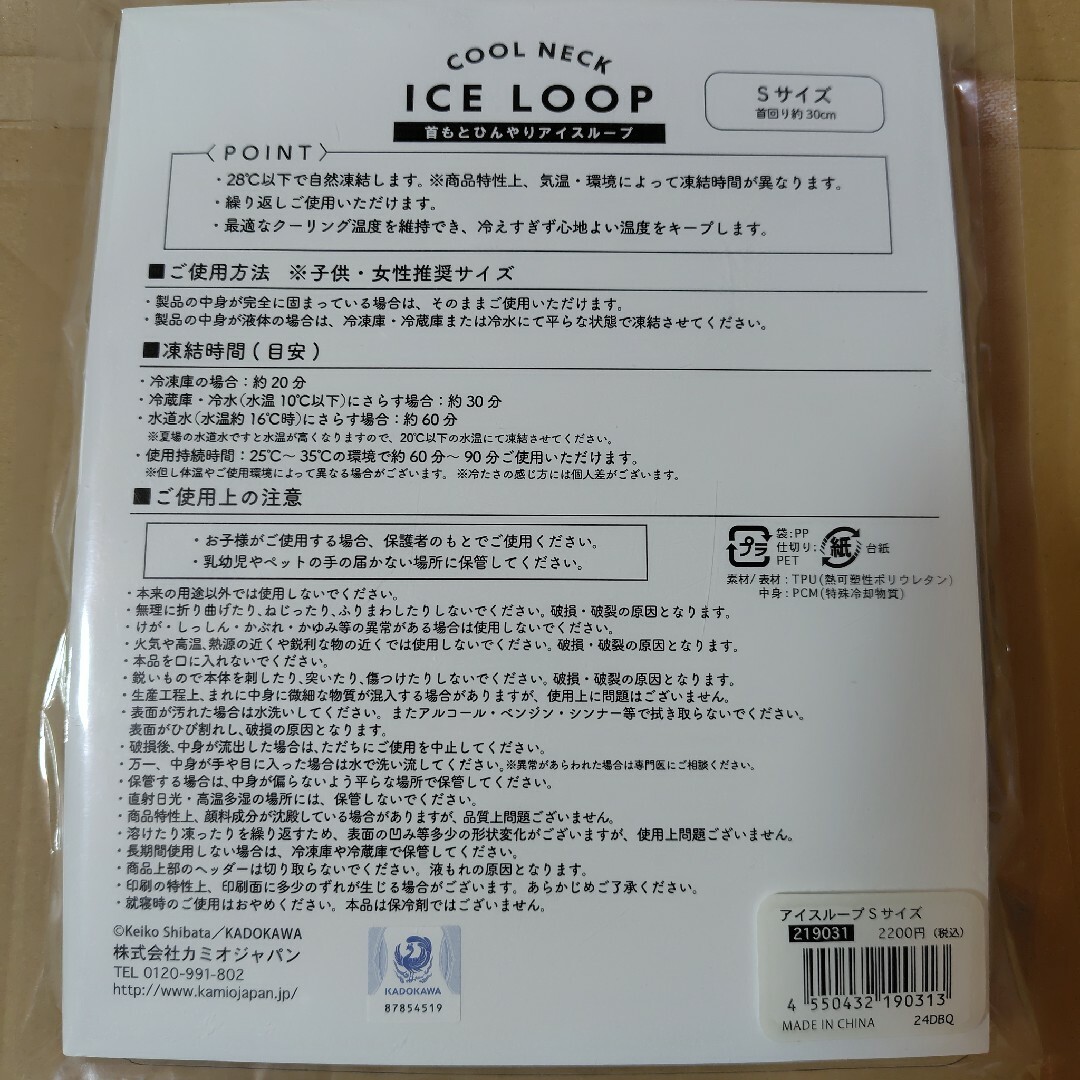 COOL NECK
ICE LOOP
首もとひんやりアイスループ
Sサイズ
首回り約30cm
POINT
・28℃以下で自然凍結します。※商品特性上、気温・環境によって凍結時間が異なります。
・繰り返しご使用いただけます。
・最適なクーリング温度を維持でき、冷えすぎず心地よい温度をキープします。
■ご使用方法 ※子供・女性推奨サイズ
・製品の中身が完全に固まっている場合は、そのままご使用いただけます。
・製品の中身が液体の場合は、冷凍庫・冷蔵庫または冷水にて平らな状態で凍結させてください。
■凍結時間(目安)
・冷凍庫の場合：約20分
・冷蔵庫・冷水(水温10℃以下)にさらす場合：約30分
・水道水(水温約16℃時)にさらす場合：約60分
※夏場の水道水ですと水温が高くなりますので、20℃以下の水温にて凍結させてください。
・使用持続時間：25℃～35℃の環境で約60分～90分ご使用いただけます。
※但し体温やご使用環境によって異なる場合がございます。 ※冷たさの感じ方には個人差がございます。
■ご使用上の注意
・お子様がご使用する場合、保護者のもとでご使用ください。
・乳幼児やペットの手の届かない場所に保管してください。
プラ
袋:PP
仕切り:
PET
紙
台紙
素材/表材：TPU(熱可塑性ポリウレタン)
中身：PCM(特殊冷却物質)
・本来の用途以外では使用しないでください。
・無理に折り曲げたり、ねじったり、ふりまわしたりしないでください。破損・破裂の原因となります。
・けが・しっしん・かぶれ・かゆみ等の異常がある場合は使用しないでください。
・火気や高温、熱源の近くや鋭利な物の近くでは使用しないでください。破損・破裂の原因となります。
・本品を口に入れないでください。
・鋭いもので本体を刺したり、突いたり、傷つけたりしないでください。破損・破裂の原因となります。
・生産工程上、まれに中身に微細な物質が混入する場合がありますが、使用上に問題はございません。
・表面が汚れた場合は水洗いしてください。またアルコール・ベンジン・シンナー等で拭き取らないでください。
表面がひび割れし、破損の原因となります。
・破損後、中身が流出した場合は、ただちにご使用を中止してください。
・万一、中身が手や目に入った場合は水で洗い流してください。※異常があらわれた場合は専門医にご相談ください。
・保管する場合は、中身が偏らないよう平らな場所で保管してください。
・直射日光・高温多湿の場所には、保管しないでください。
・商品特性上、顔料成分が沈殿している場合がありますが、品質上問題ございません。
・溶けたり凍ったりを繰り返すため、表面の凹み等多少の形状変化がございますが、使用上問題ございません。
・長期間使用しない場合は、冷凍庫や冷蔵庫で保管してください。
・商品上部のヘッダーは切り取らないでください。液もれの原因となります。
・印刷の特性上、印刷面に多少のずれが生じる場合がございます。あらかじめご了承ください。
・就寝時のご使用はおやめください。本品は保冷剤ではございません。
©Keiko Shibata／KADOKAWA
株式会社カミオジャパン
TEL 0120-991-802
http://www.kamiojapan.jp/
KADOKAWA
87854519
アイスループSサイズ
219031 2200円(税込)
4 550432 190313
MADE IN CHINA 24DBQ